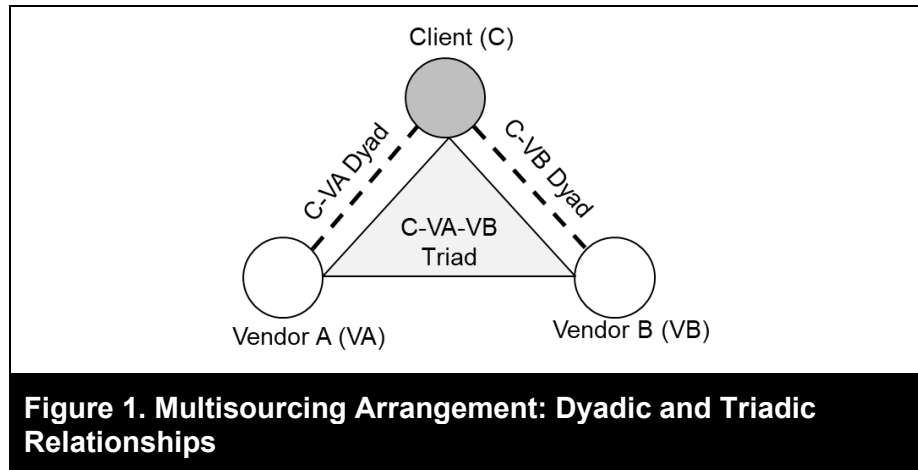 Client (C)
C-VA Dyad
C-VB Dyad
C-VA-VB
Triad
Vendor A (VA)
Vendor B (VB)
Figure 1. Multisourcing Arrangement: Dyadic and Triadic
Relationships